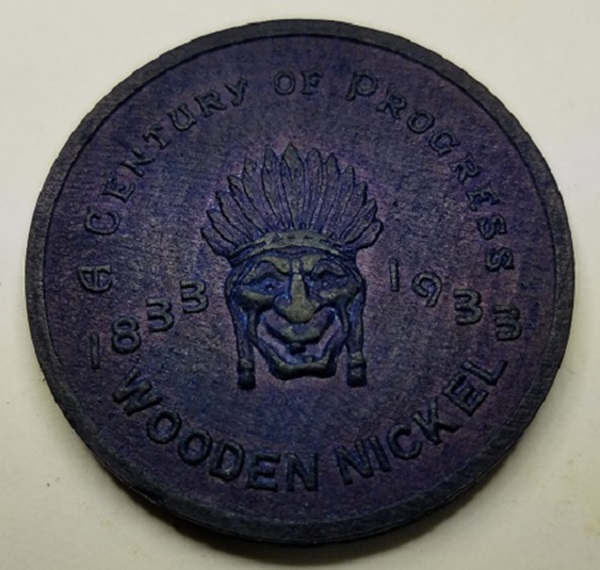 A CENTURY OF PROGRESS
1833 1933
WOODEN NICKEL